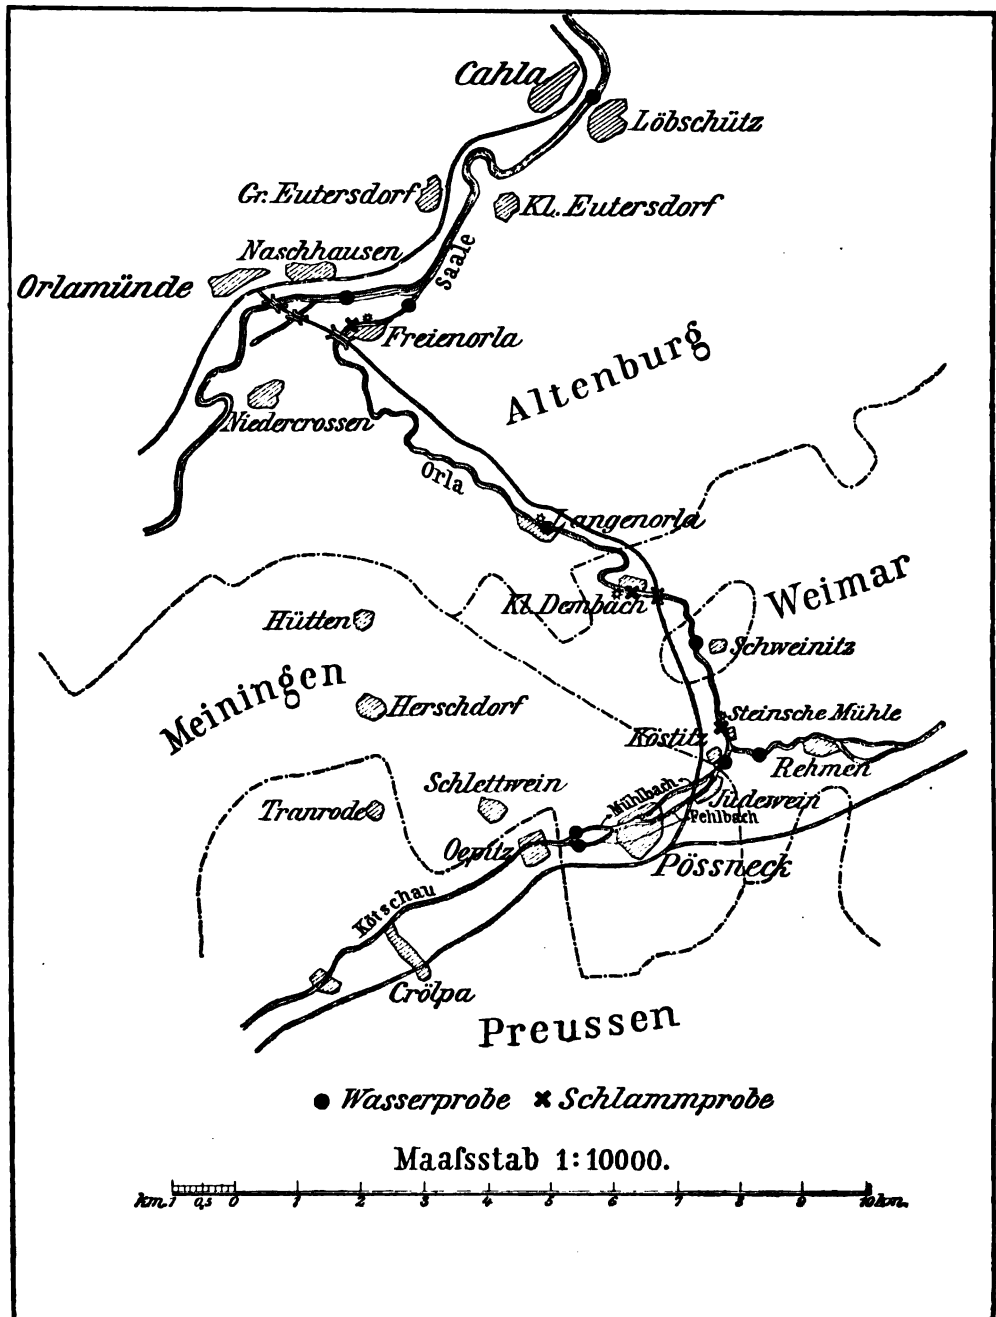 Cahla
Löbschütz
Gr. Eutersdorf
Kl. Eutersdorf
Naschhausen
Saale
Orlamünde
Freienorla
Altenburg
Niedercrossen
Orla
Langenorla
Weimar
Kl. Dembach
Hütten
Schweinitz
Meiningen
Herschdorf
Steinsche Mühle
Köstitz
Rehmen
Schlettwein
Mühlbach
Jüdewein
Tranrode
Fehlbach
Oepitz
Pössneck
Kötschau
Crölpa
Preussen
Wasserprobe Schlammprobe
Maaſsstab 1:10000.
km. 1 0,5 0 1 2 3 4 5 6 7 8 9 10 km.